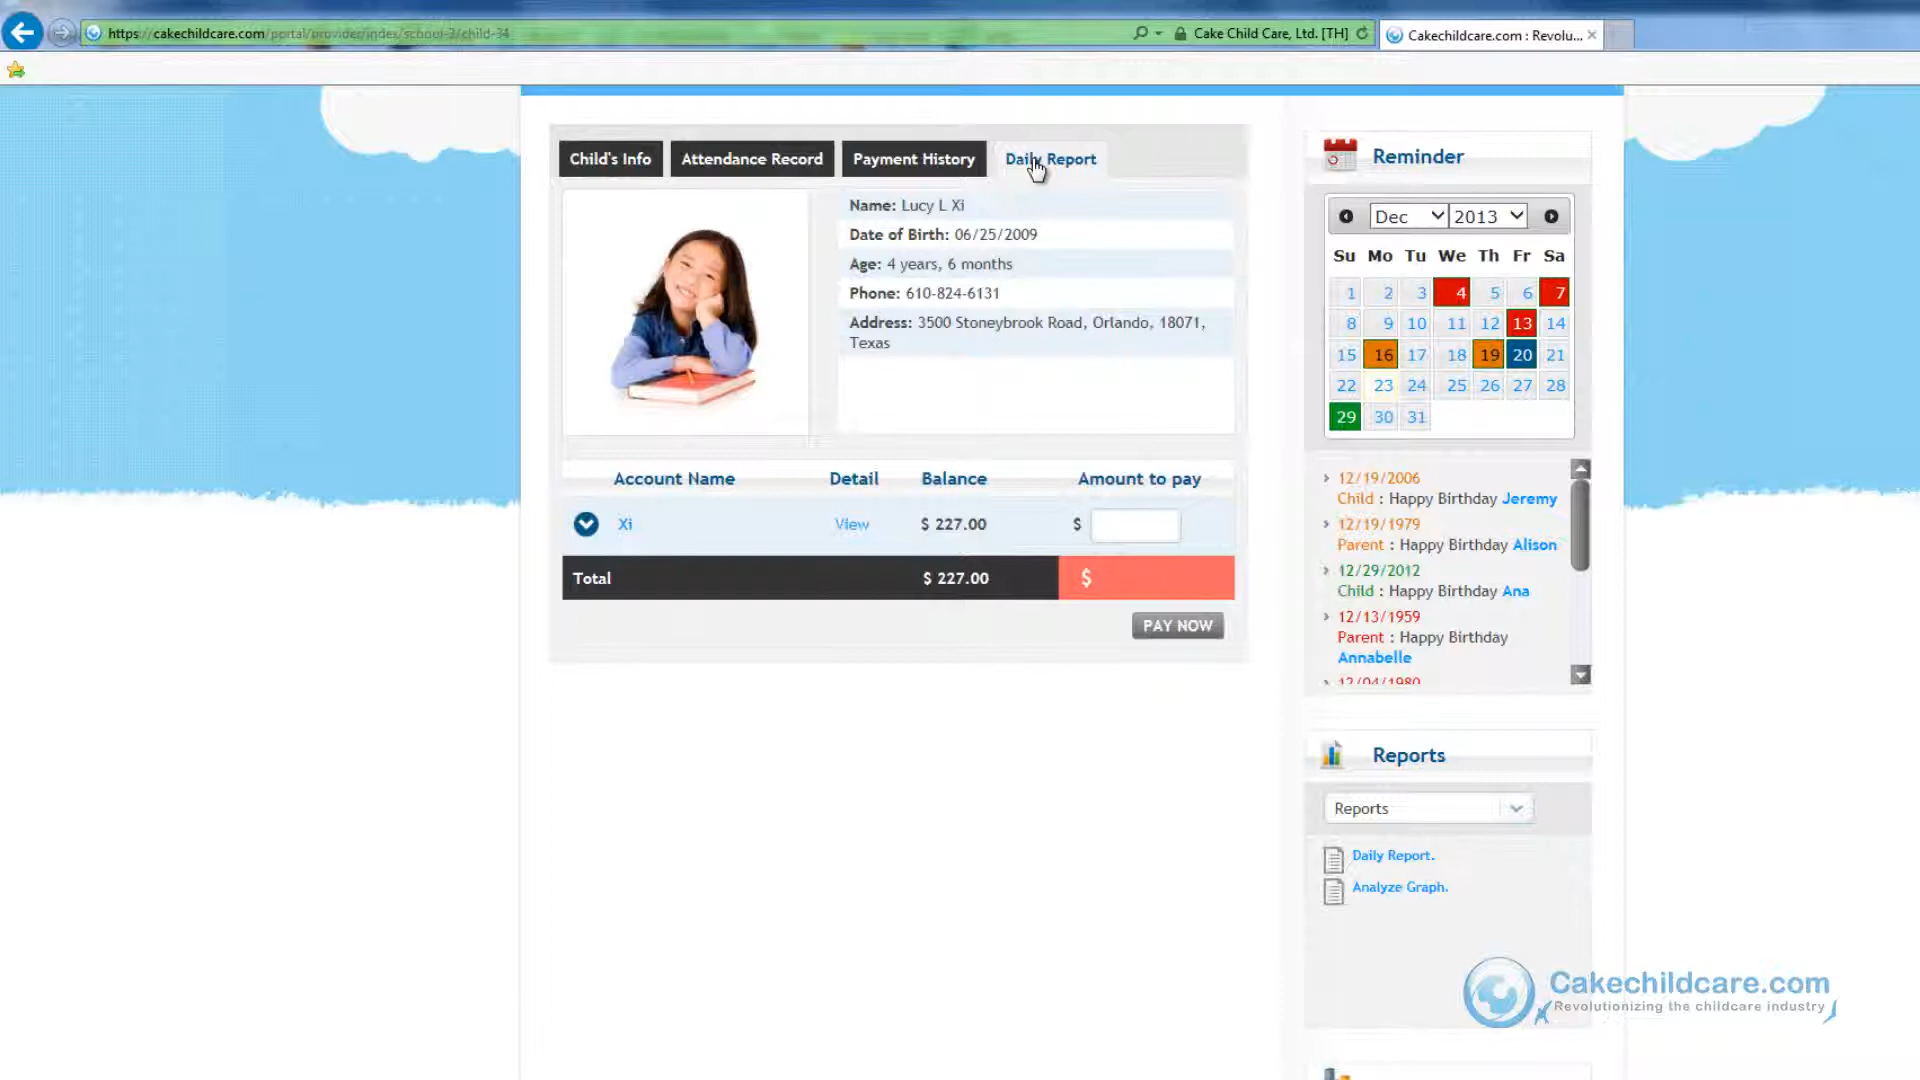 https://cakechildcare.com/portal/provider/index/school-2/child-34
Cake Child Care, Ltd. [TH]
Cakechildcare.com : Revolu...
Child's Info
Attendance Record
Payment History
Daily Report
Name: Lucy L Xi
Date of Birth: 06/25/2009
Age: 4 years, 6 months
Phone: 610-824-6131
Address: 3500 Stoneybrook Road, Orlando, 18071,
Texas
Account Name Detail Balance Amount to pay
Xi View $ 227.00 $
Total $ 227.00 $
PAY NOW
Reminder
Dec 2013
Su Mo Tu We Th Fr Sa
1 2 3 4 5 6 7
8 9 10 11 12 13 14
15 16 17 18 19 20 21
22 23 24 25 26 27 28
29 30 31
12/19/2006
Child : Happy Birthday Jeremy
12/19/1979
Parent : Happy Birthday Alison
12/29/2012
Child : Happy Birthday Ana
12/13/1959
Parent : Happy Birthday
Annabelle
12/04/1980
Reports
Reports
Daily Report.
Analyze Graph.
Cakechildcare.com
Revolutionizing the childcare industry